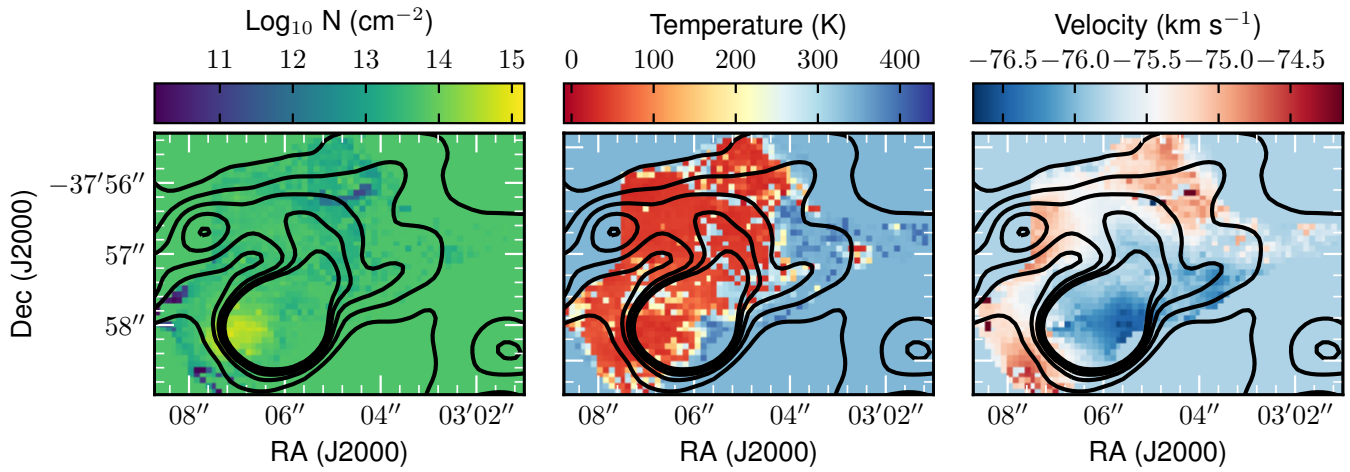 Log₁₀ N (cm⁻²)
11 12 13 14 15
Temperature (K)
0 100 200 300 400
Velocity (km s⁻¹)
−76.5 −76.0 −75.5 −75.0 −74.5
Dec (J2000)
−37′56″
57″
58″
08″ 06″ 04″ 03′02″
RA (J2000)
08″ 06″ 04″ 03′02″
RA (J2000)
08″ 06″ 04″ 03′02″
RA (J2000)